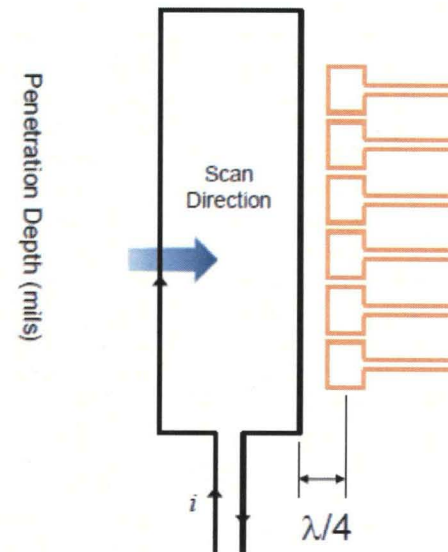 Penetration Depth (mils)
Scan
Direction
i
λ/4